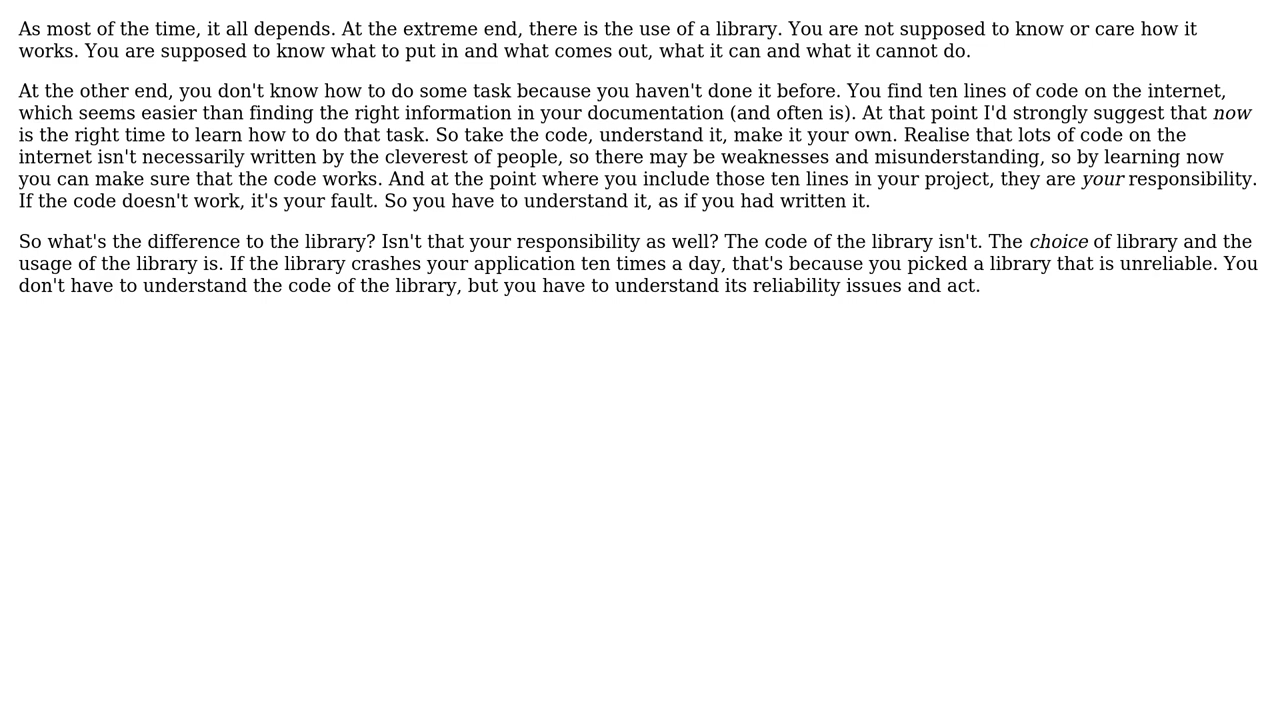 As most of the time, it all depends. At the extreme end, there is the use of a library. You are not supposed to know or care how it
works. You are supposed to know what to put in and what comes out, what it can and what it cannot do.
At the other end, you don't know how to do some task because you haven't done it before. You find ten lines of code on the internet,
which seems easier than finding the right information in your documentation (and often is). At that point I'd strongly suggest that now
is the right time to learn how to do that task. So take the code, understand it, make it your own. Realise that lots of code on the
internet isn't necessarily written by the cleverest of people, so there may be weaknesses and misunderstanding, so by learning now
you can make sure that the code works. And at the point where you include those ten lines in your project, they are your responsibility.
If the code doesn't work, it's your fault. So you have to understand it, as if you had written it.
So what's the difference to the library? Isn't that your responsibility as well? The code of the library isn't. The choice of library and the
usage of the library is. If the library crashes your application ten times a day, that's because you picked a library that is unreliable. You
don't have to understand the code of the library, but you have to understand its reliability issues and act.